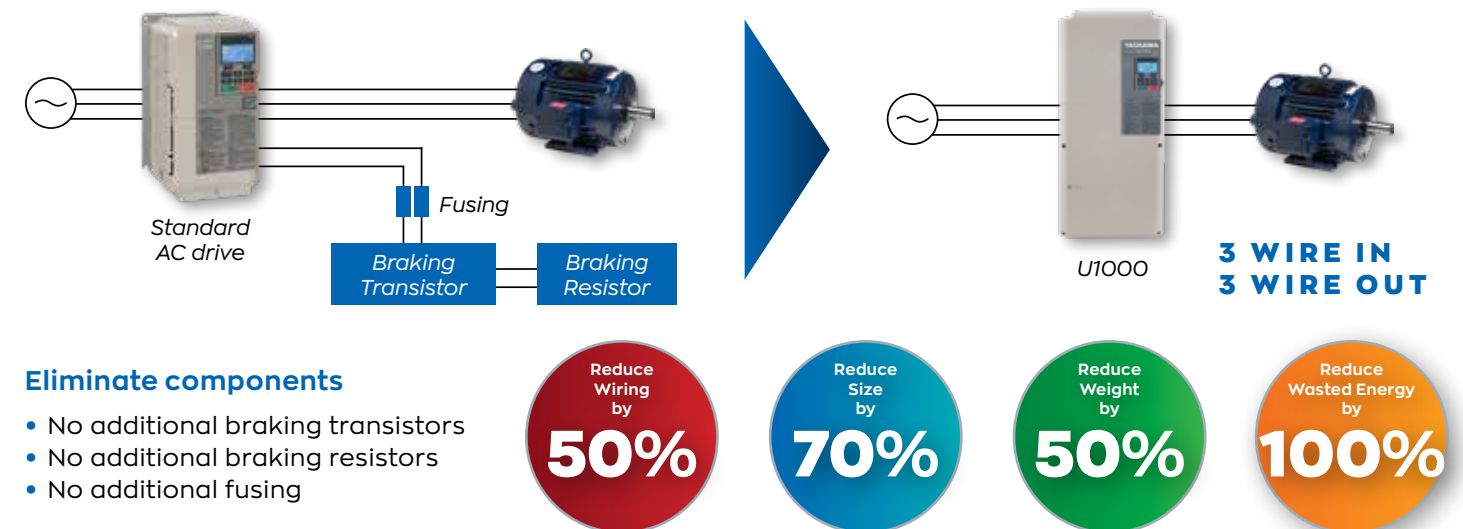 Standard
AC drive
Fusing
Braking
Transistor
Braking
Resistor
YASKAWA
U1000
3 WIRE IN
3 WIRE OUT
Eliminate components
• No additional braking transistors
• No additional braking resistors
• No additional fusing
Reduce
Wiring
by
50%
Reduce
Size
by
70%
Reduce
Weight
by
50%
Reduce
Wasted Energy
by
100%